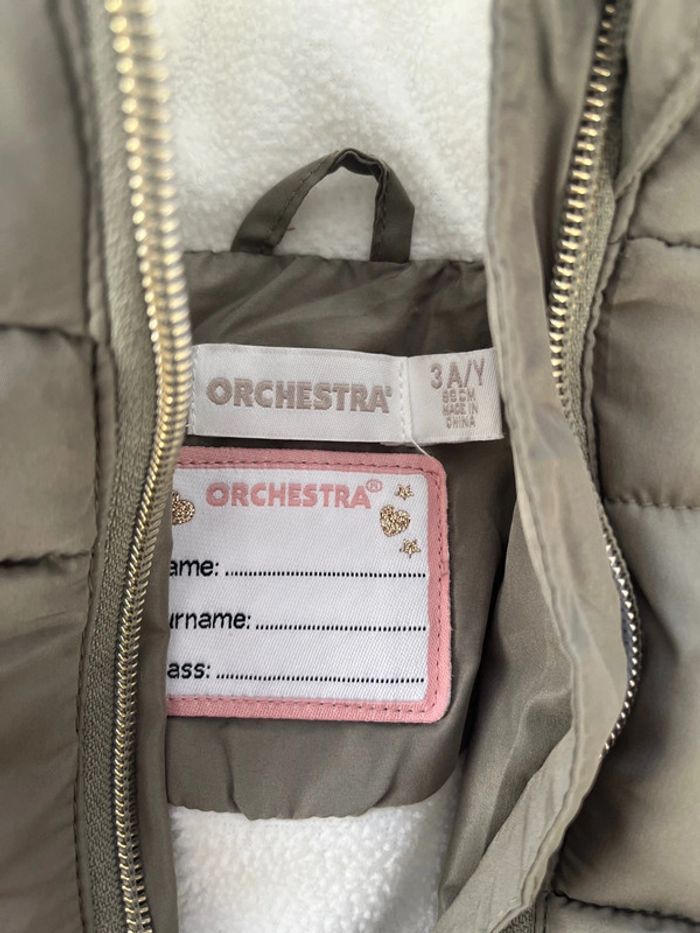 ORCHESTRA®
3 A/Y
98 CM
MADE IN
CHINA
ORCHESTRA®
ame:
urname:
ass: